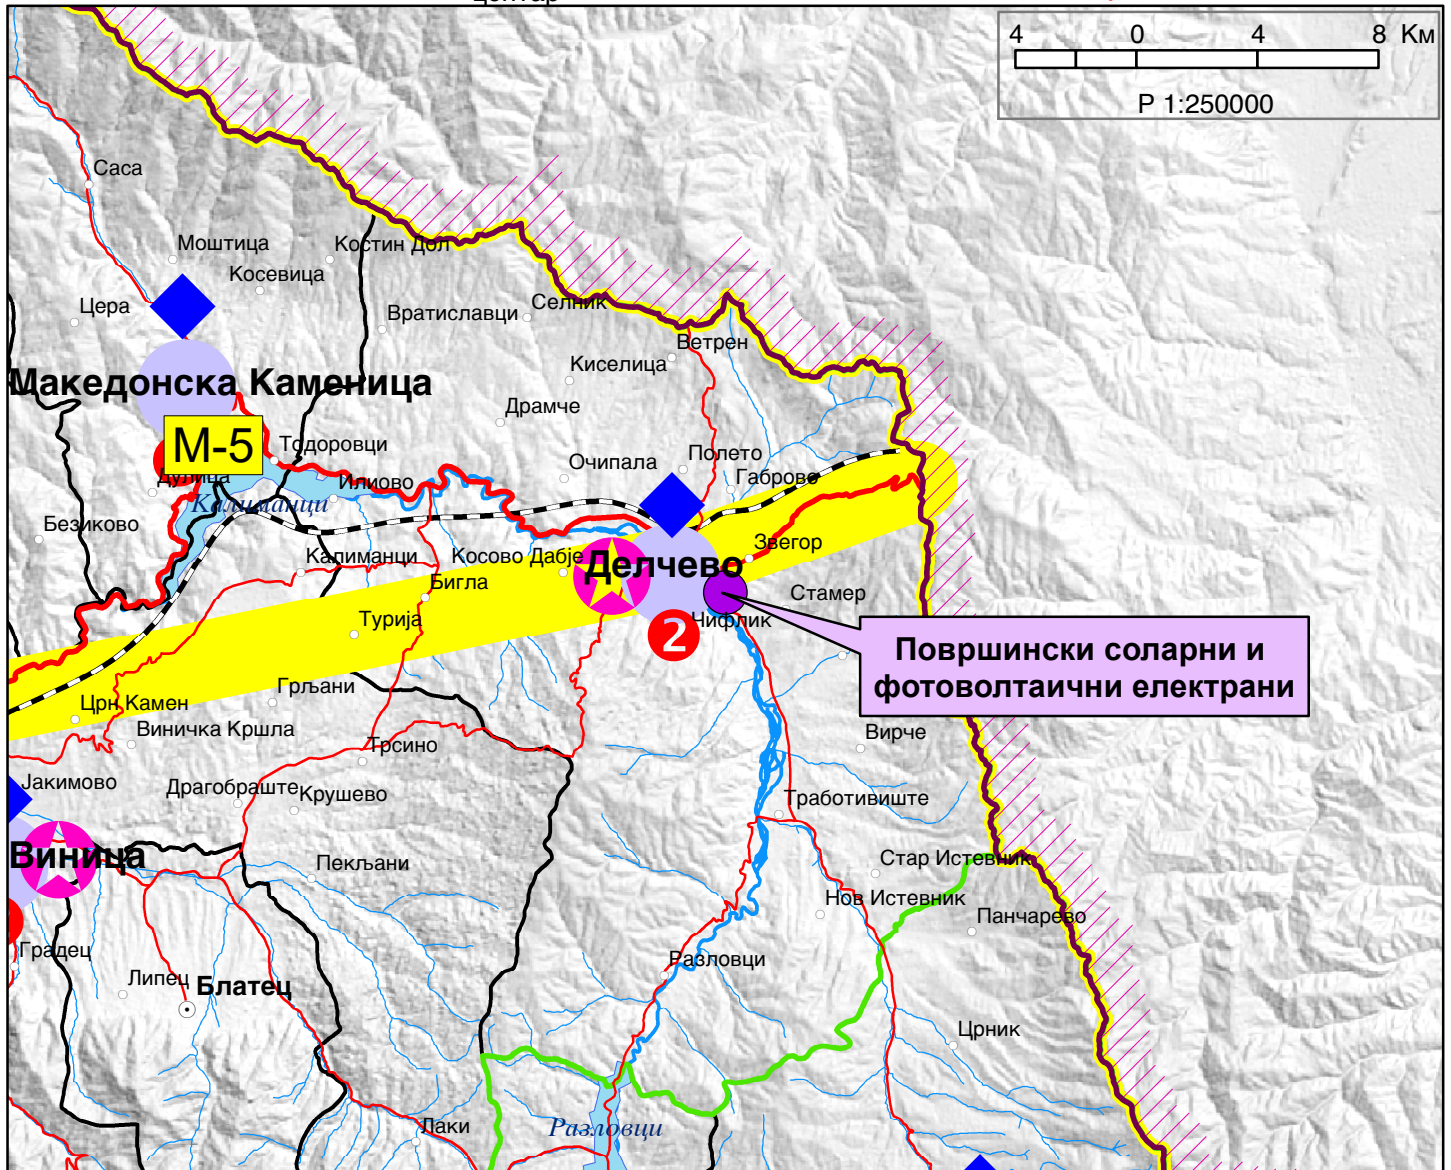 центар
4 0 4 8 Км
Р 1:250000
Саса
Моштица
Костин Дол
Косевица
Цера
Вратиславци
Селник
Ветрен
Киселица
Македонска Каменица
Драмче
М-5
Тодоровци
Очипала
Полето
Дулица
Илиово
Габрово
Калиманци
Безиково
Калиманци
Косово Дабје
Делчево
Звегор
Бигла
Стамер
Турија
2
Чифлик
Површински соларни и
фотоволтаични електрани
Грљани
Црн Камен
Виничка Кршла
Вирче
Трсино
Јакимово
Драгобраште
Крушево
Тработивиште
Виница
Пекљани
Стар Истевник
Нов Истевник
Панчарево
Градец
Разловци
Липец
Блатец
Црник
Лаки
Разловци